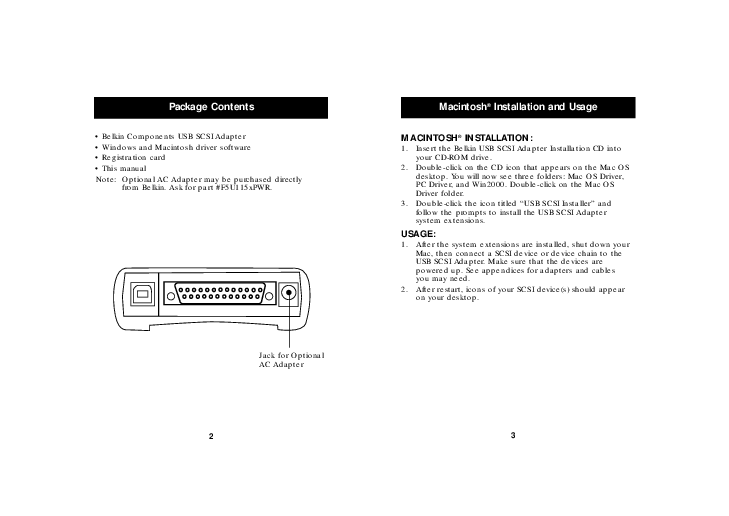 Package Contents
• Belkin Components USB SCSI Adapter
• Windows and Macintosh driver software
• Registration card
• This manual
Note: Optional AC Adapter may be purchased directly
from Belkin. Ask for part #F5U115xPWR.
Jack for Optional
AC Adapter
2
Macintosh® Installation and Usage
MACINTOSH® INSTALLATION:
1. Insert the Belkin USB SCSI Adapter Installation CD into
your CD-ROM drive.
2. Double-click on the CD icon that appears on the Mac OS
desktop. You will now see three folders: Mac OS Driver,
PC Driver, and Win2000. Double-click on the Mac OS
Driver folder.
3. Double-click the icon titled “USB SCSI Installer” and
follow the prompts to install the USB SCSI Adapter
system extensions.
USAGE:
1. After the system extensions are installed, shut down your
Mac, then connect a SCSI device or device chain to the
USB SCSI Adapter. Make sure that the devices are
powered up. See appendices for adapters and cables
you may need.
2. After restart, icons of your SCSI device(s) should appear
on your desktop.
3